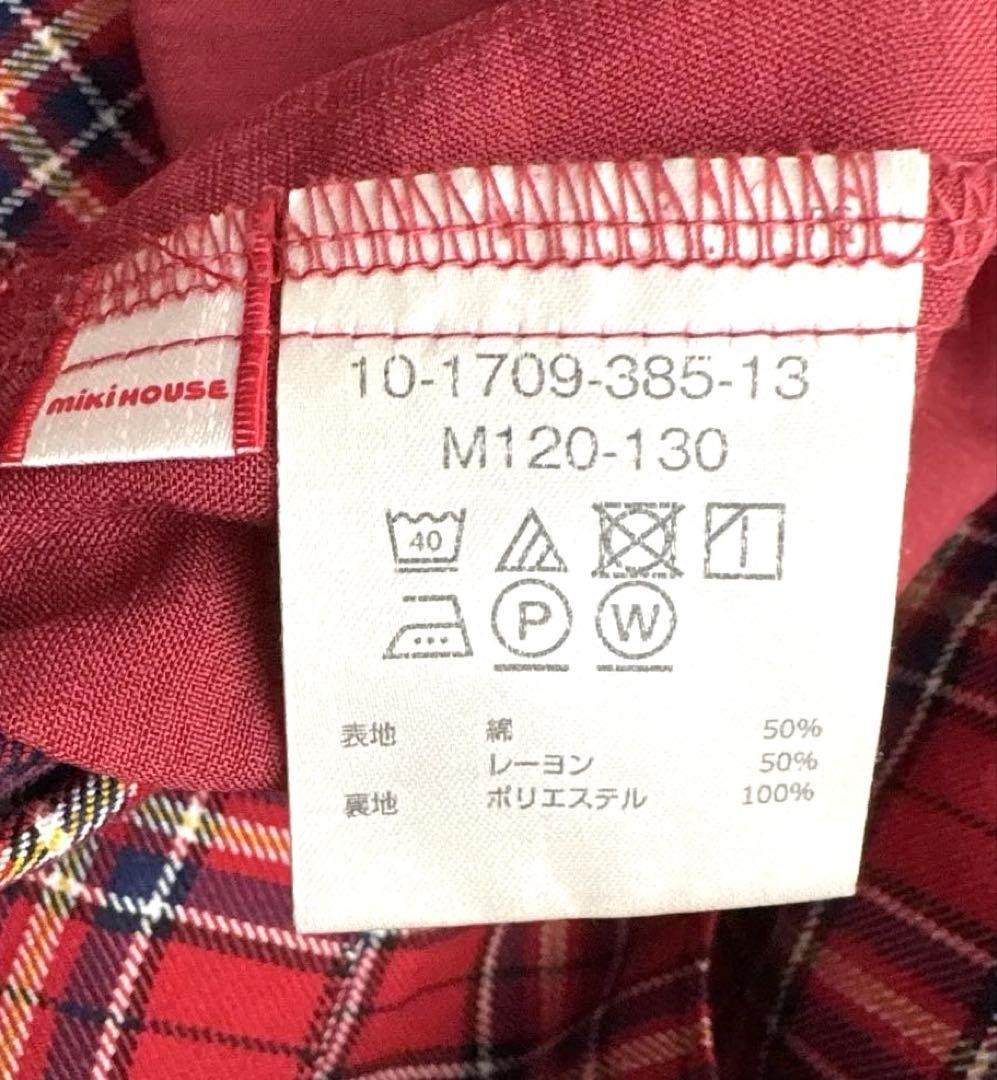 mikiHOUSE
10-1709-385-13
M120-130
40
P W
表地 綿 50%
レーヨン 50%
裏地 ポリエステル 100%